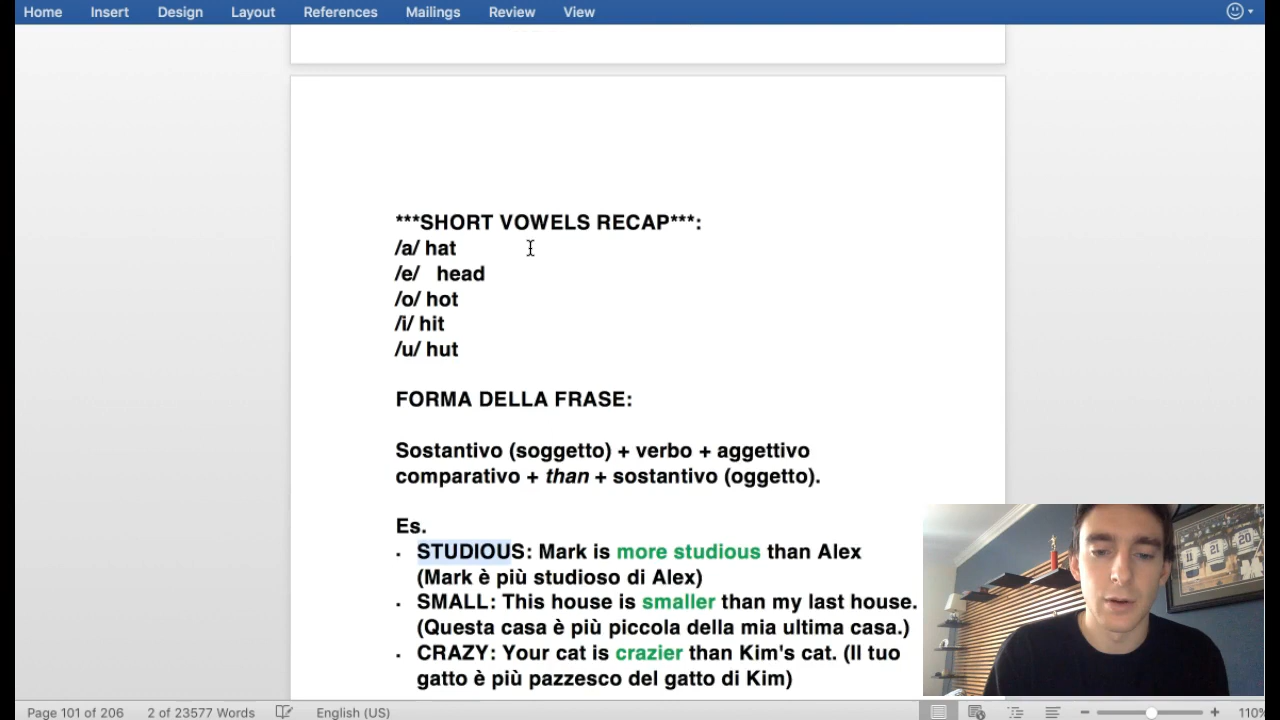 Home Insert Design Layout References Mailings Review View
***SHORT VOWELS RECAP***:
/a/ hat
/e/ head
/o/ hot
/i/ hit
/u/ hut
FORMA DELLA FRASE:
Sostantivo (soggetto) + verbo + aggettivo
comparativo + than + sostantivo (oggetto).
Es.
▪ STUDIOUS: Mark is more studious than Alex
(Mark è più studioso di Alex)
▪ SMALL: This house is smaller than my last house.
(Questa casa è più piccola della mia ultima casa.)
▪ CRAZY: Your cat is crazier than Kim's cat. (Il tuo
gatto è più pazzesco del gatto di Kim)
11 21 20
Page 101 of 206 2 of 23577 Words English (US) 110%